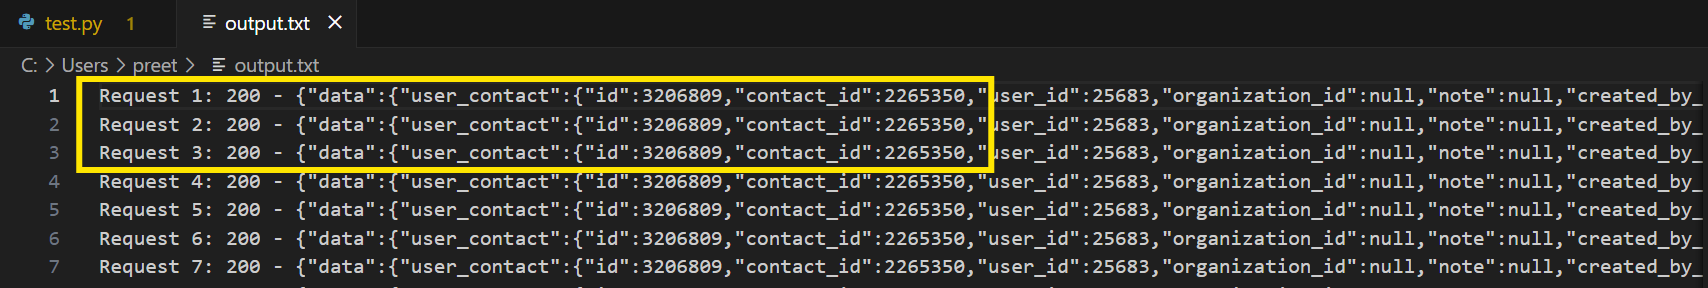 test.py 1 output.txt
C: > Users > preet > output.txt
1 Request 1: 200 - {"data":{"user_contact":{"id":3206809,"contact_id":2265350,"user_id":25683,"organization_id":null,"note":null,"created_by_
2 Request 2: 200 - {"data":{"user_contact":{"id":3206809,"contact_id":2265350,"user_id":25683,"organization_id":null,"note":null,"created_by_
3 Request 3: 200 - {"data":{"user_contact":{"id":3206809,"contact_id":2265350,"user_id":25683,"organization_id":null,"note":null,"created_by_
4 Request 4: 200 - {"data":{"user_contact":{"id":3206809,"contact_id":2265350,"user_id":25683,"organization_id":null,"note":null,"created_by_
5 Request 5: 200 - {"data":{"user_contact":{"id":3206809,"contact_id":2265350,"user_id":25683,"organization_id":null,"note":null,"created_by_
6 Request 6: 200 - {"data":{"user_contact":{"id":3206809,"contact_id":2265350,"user_id":25683,"organization_id":null,"note":null,"created_by_
7 Request 7: 200 - {"data":{"user_contact":{"id":3206809,"contact_id":2265350,"user_id":25683,"organization_id":null,"note":null,"created_by_